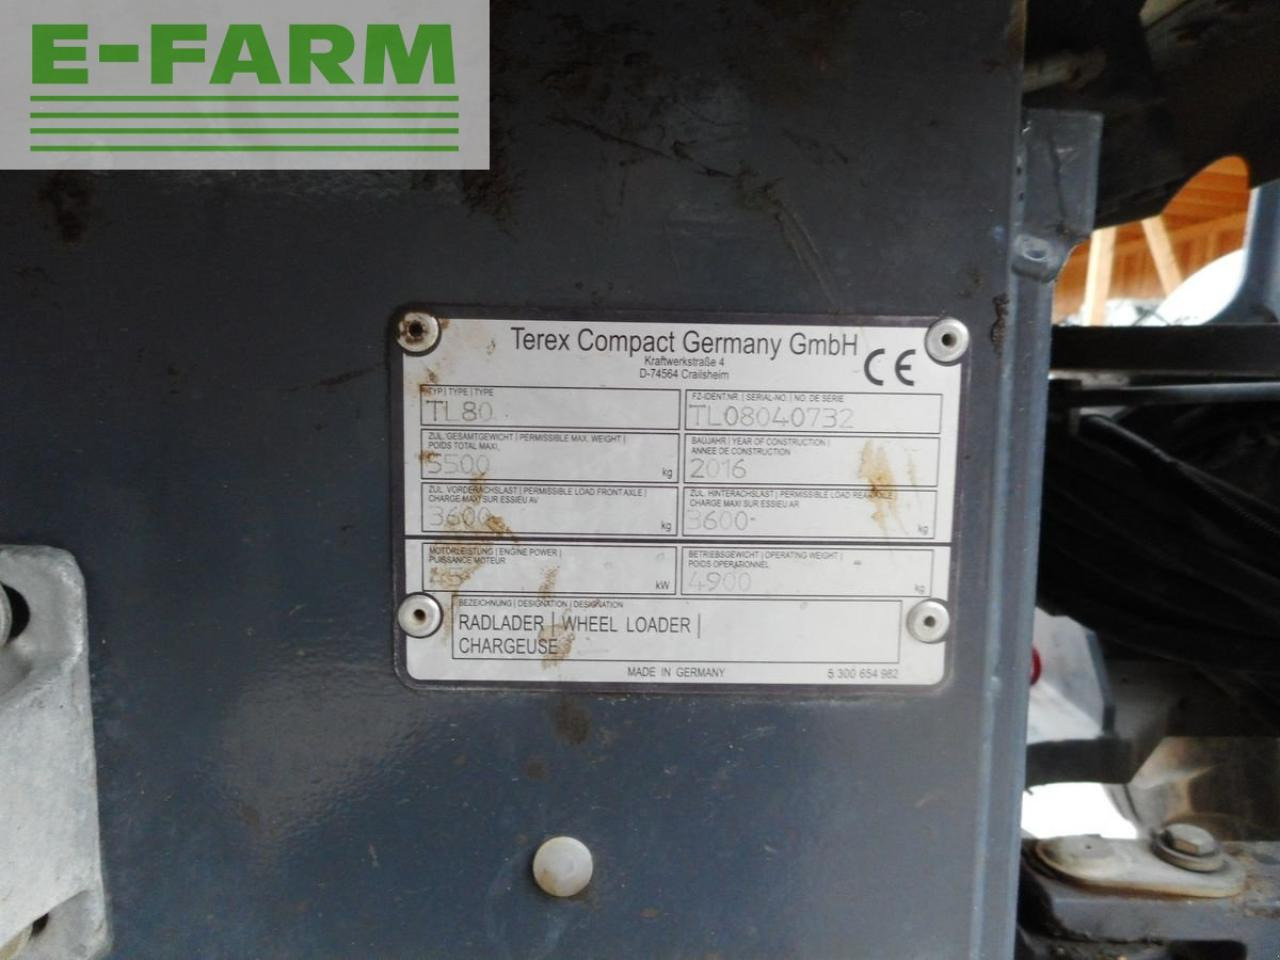 E-FARM
Terex Compact Germany GmbH
Kraftwerkstraße 4
D-74564 Crailsheim
CE
TYP | TYPE | TYPE
TL80
FZ-IDENT.NR. | SERIAL-NO. | NO. DE SÉRIE
TL08040732
ZUL. GESAMTGEWICHT | PERMISSIBLE MAX. WEIGHT |
POIDS TOTAL MAXI.
5500 kg
BAUJAHR | YEAR OF CONSTRUCTION |
ANNEE DE CONSTRUCTION
2016
ZUL. VORDERACHSLAST | PERMISSIBLE LOAD FRONT AXLE |
CHARGE MAXI SUR ESSIEU AV
3600 kg
ZUL. HINTERACHSLAST | PERMISSIBLE LOAD REAR AXLE |
CHARGE MAXI SUR ESSIEU AR
3600 kg
MOTORLEISTUNG | ENGINE POWER |
PUISSANCE MOTEUR
kW
BETRIEBSGEWICHT | OPERATING WEIGHT |
POIDS OPERATIONNEL
4900 kg
BEZEICHNUNG | DESIGNATION | DESIGNATION
RADLADER | WHEEL LOADER |
CHARGEUSE
MADE IN GERMANY
5 300 654 982